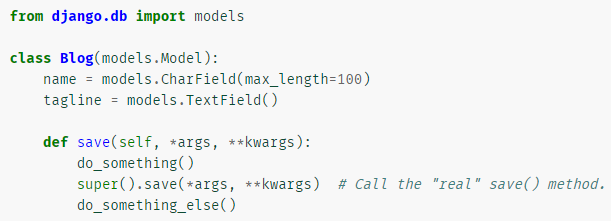 from django.db import models

class Blog(models.Model):
    name = models.CharField(max_length=100)
    tagline = models.TextField()

    def save(self, *args, **kwargs):
        do_something()
        super().save(*args, **kwargs)  # Call the "real" save() method.
        do_something_else()